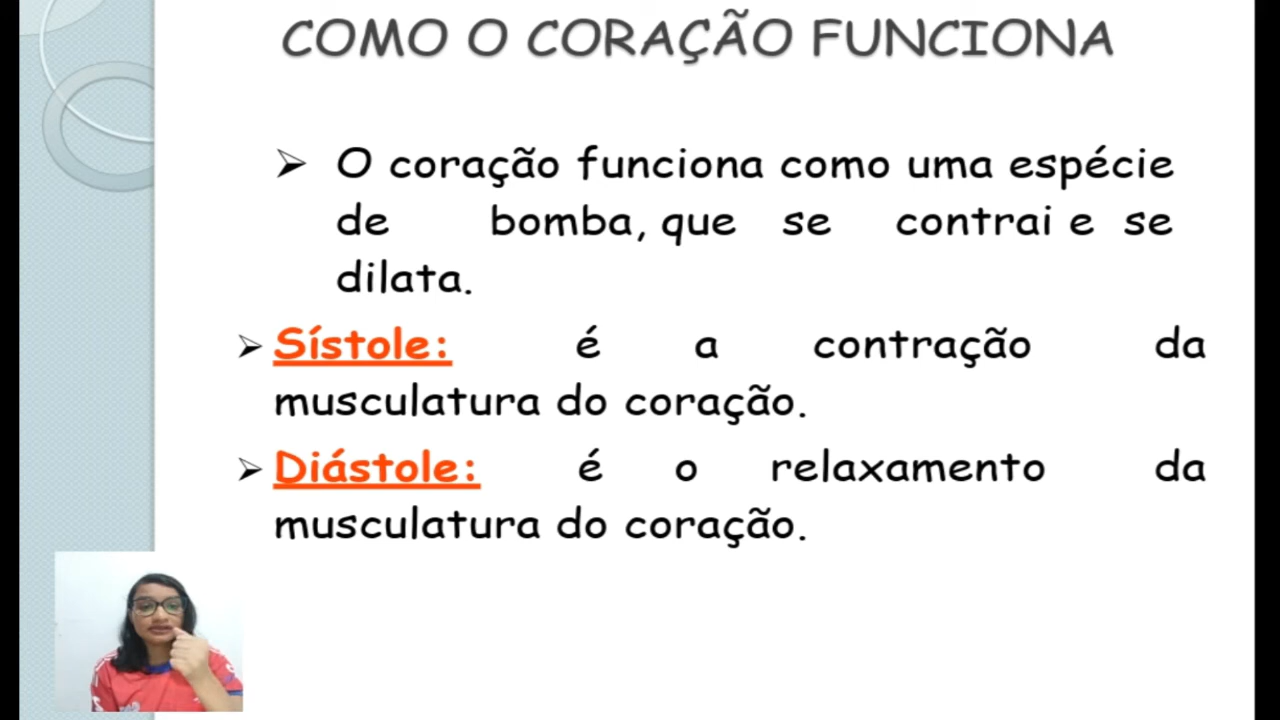 COMO O CORAÇÃO FUNCIONA
O coração funciona como uma espécie
de bomba, que se contrai e se
dilata.
Sístole: é a contração da
musculatura do coração.
Diástole: é o relaxamento da
musculatura do coração.